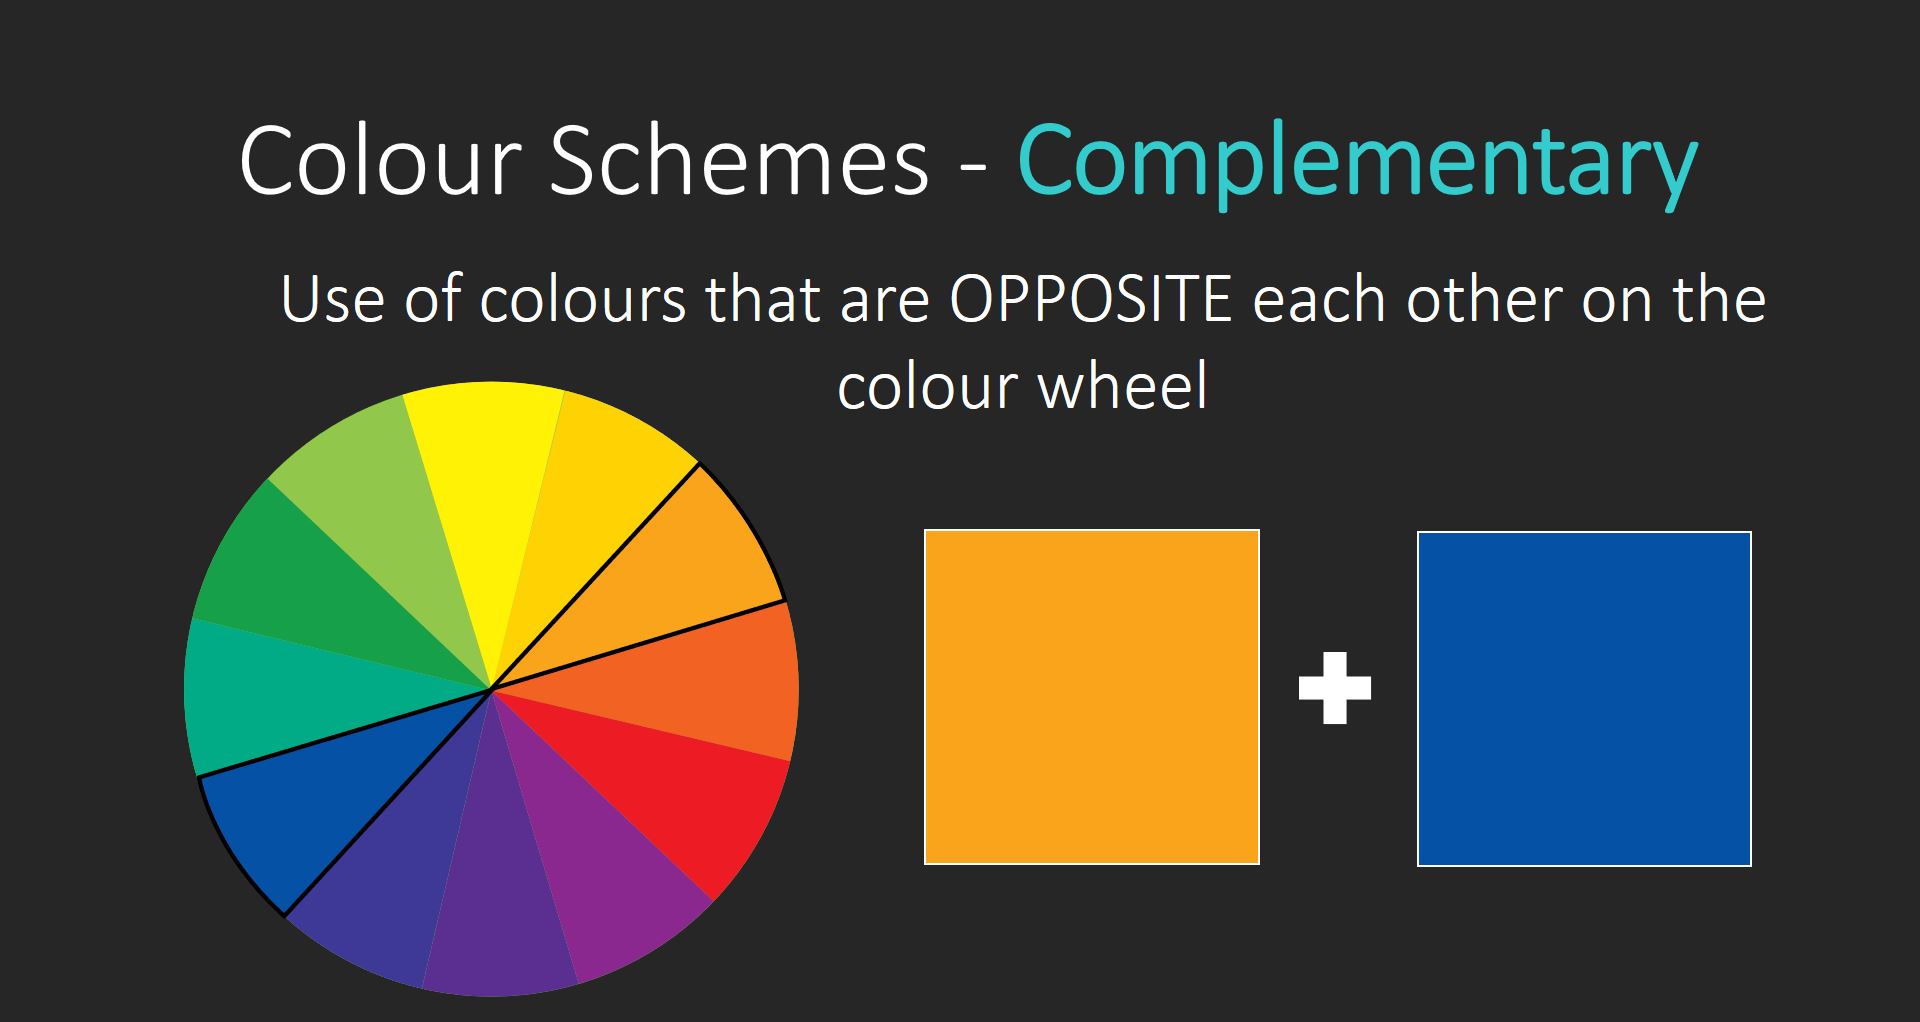 Colour Schemes - Complementary
Use of colours that are OPPOSITE each other on the
colour wheel